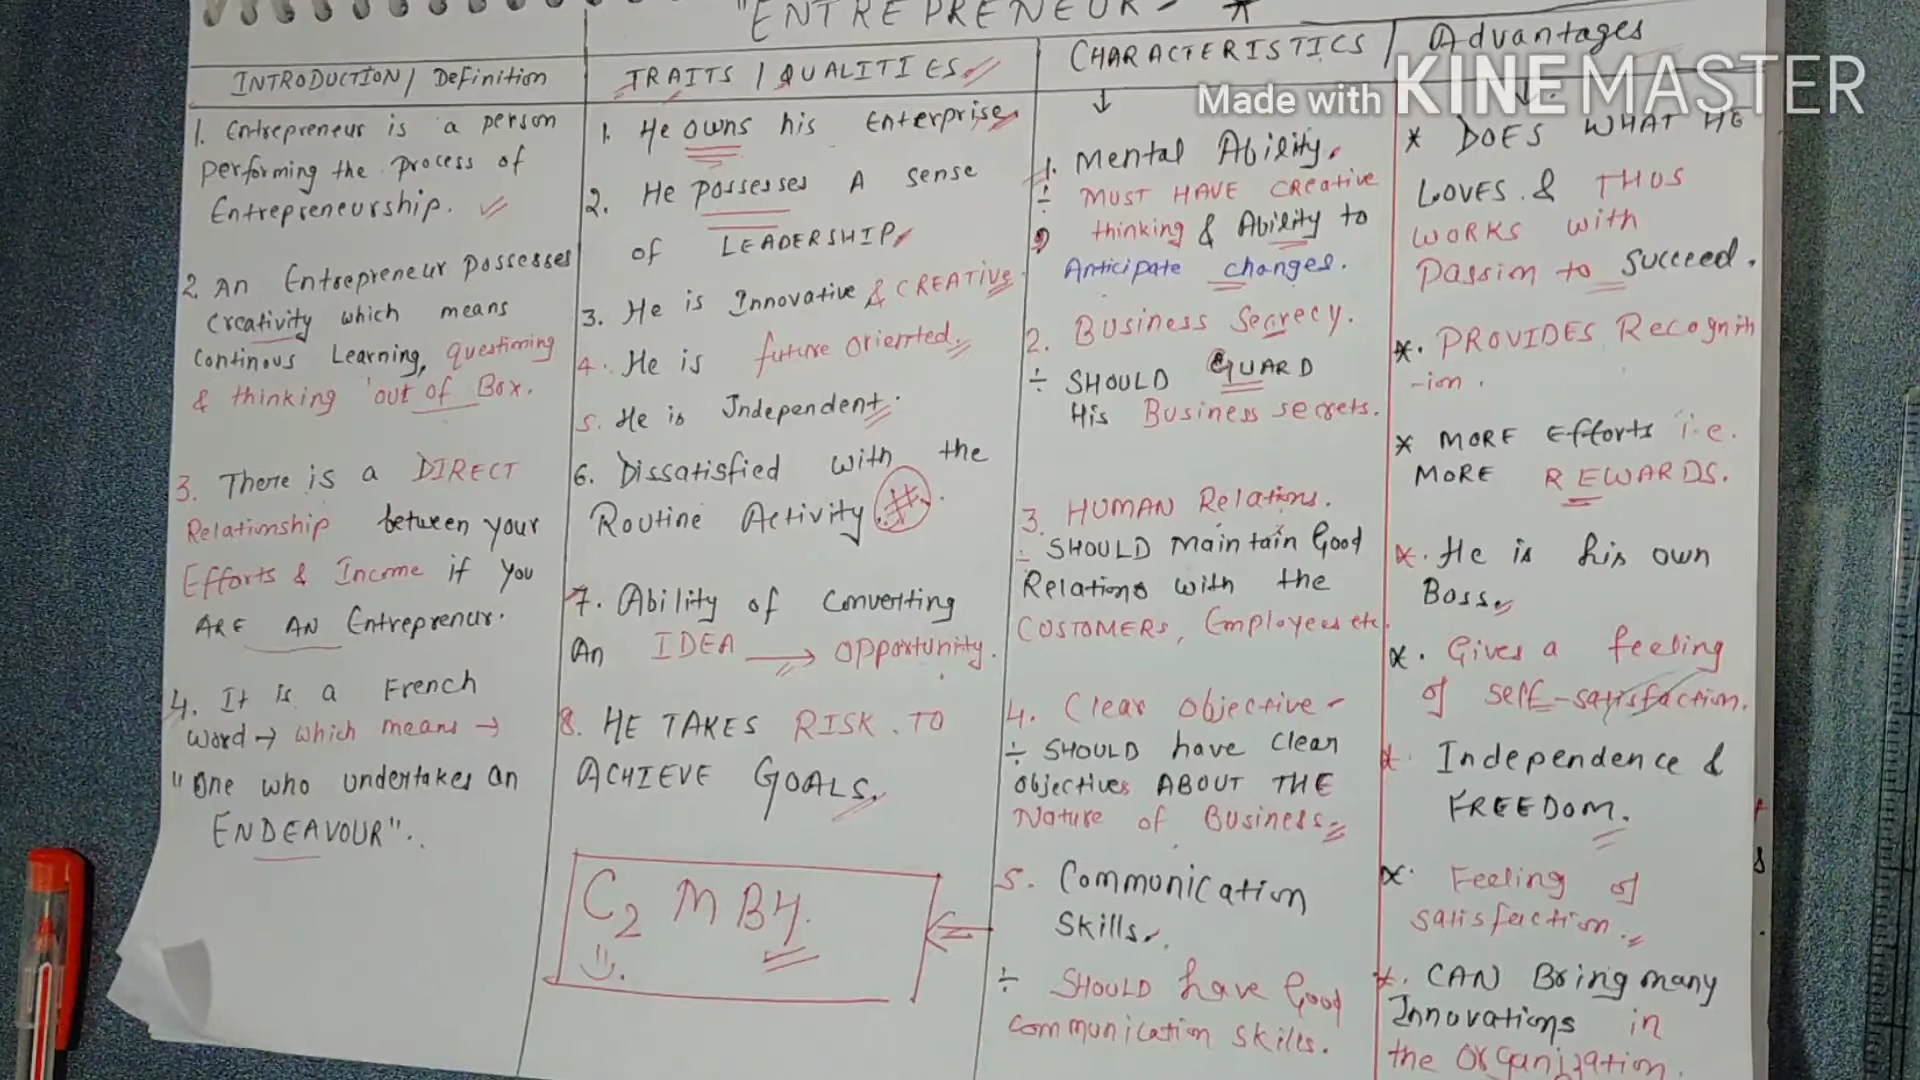 "ENTREPRENEUR"
INTRODUCTION/ Definition
1. Entrepreneur is a person
performing the process of
Entrepreneurship.
2. An Entrepreneur possesses
Creativity which means
Continous Learning, questioning
& thinking 'out of Box.
3. There is a DIRECT
Relationship between your
Efforts & Income if you
ARE AN Entrepreneur.
4. It is a French
word → which means →
"One who undertakes an
ENDEAVOUR".
TRAITS / QUALITIES
1. He owns his Enterprise
2. He possesses A sense
of LEADERSHIP
3. He is Innovative & CREATIVE
4. He is future oriented
5. He is Independent.
6. Dissatisfied with the
Routine Activity #.
7. Ability of Converting
An IDEA → opportunity.
8. HE TAKES RISK TO
ACHIEVE GOALS.
C2 MBH.
CHARACTERISTICS
↓
1. Mental Ability
÷ MUST HAVE Creative
thinking & Ability to
Anticipate changes.
2. Business Secrecy.
÷ SHOULD GUARD
His Business secrets.
3. HUMAN Relations.
÷ SHOULD Maintain Good
Relations with the
CUSTOMERS, Employees etc.
4. Clear Objective -
÷ SHOULD have clear
objectives ABOUT THE
Nature of Business
5. Communication
Skills.
÷ SHOULD have Good
communication skills.
Advantages
Made with KINEMASTER
* DOES WHAT HE
LOVES & THUS
WORKS with
Passion to succeed.
* PROVIDES Recognit
-ion.
* MORE Efforts i.e.
MORE REWARDS.
* He is his own
Boss
* Gives a feeling
of self-satisfaction.
* Independence &
FREEDOM.
* Feeling of
satisfaction.
* CAN Bring many
Innovations in
the Organization.